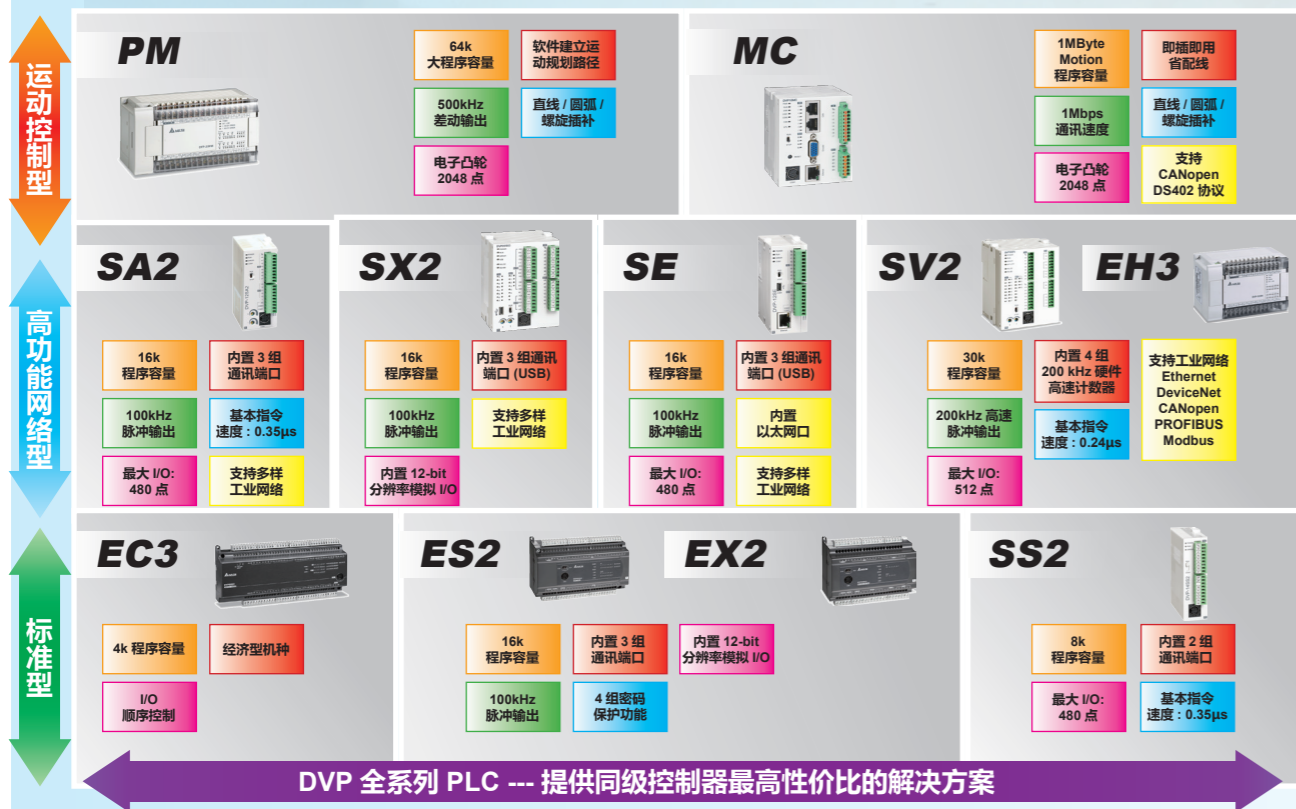 运动控制型
PM
64k
大程序容量
软件建立运
动规划路径
500kHz
差动输出
直线 / 圆弧 /
螺旋插补
电子凸轮
2048 点
MC
1MByte
Motion
程序容量
即插即用
省配线
1Mbps
通讯速度
直线 / 圆弧 /
螺旋插补
电子凸轮
2048 点
支持
CANopen
DS402 协议
高功能网络型
SA2
16k
程序容量
内置 3 组
通讯端口
100kHz
脉冲输出
基本指令
速度 : 0.35μs
最大 I/O:
480 点
支持多样
工业网络
SX2
16k
程序容量
内置 3 组通讯
端口 (USB)
100kHz
脉冲输出
支持多样
工业网络
内置 12-bit
分辨率模拟 I/O
SE
16k
程序容量
内置 3 组通讯
端口 (USB)
100kHz
脉冲输出
内置
以太网口
最大 I/O:
480 点
支持多样
工业网络
SV2
EH3
30k
程序容量
内置 4 组
200 kHz 硬件
高速计数器
支持工业网络
Ethernet
DeviceNet
CANopen
PROFIBUS
Modbus
200kHz 高速
脉冲输出
基本指令
速度 : 0.24μs
最大 I/O:
512 点
标准型
EC3
4k 程序容量
经济型机种
I/O
顺序控制
ES2
EX2
16k
程序容量
内置 3 组
通讯端口
内置 12-bit
分辨率模拟 I/O
100kHz
脉冲输出
4 组密码
保护功能
SS2
8k
程序容量
内置 2 组
通讯端口
最大 I/O:
480 点
基本指令
速度 : 0.35μs
DVP 全系列 PLC --- 提供同级控制器最高性价比的解决方案